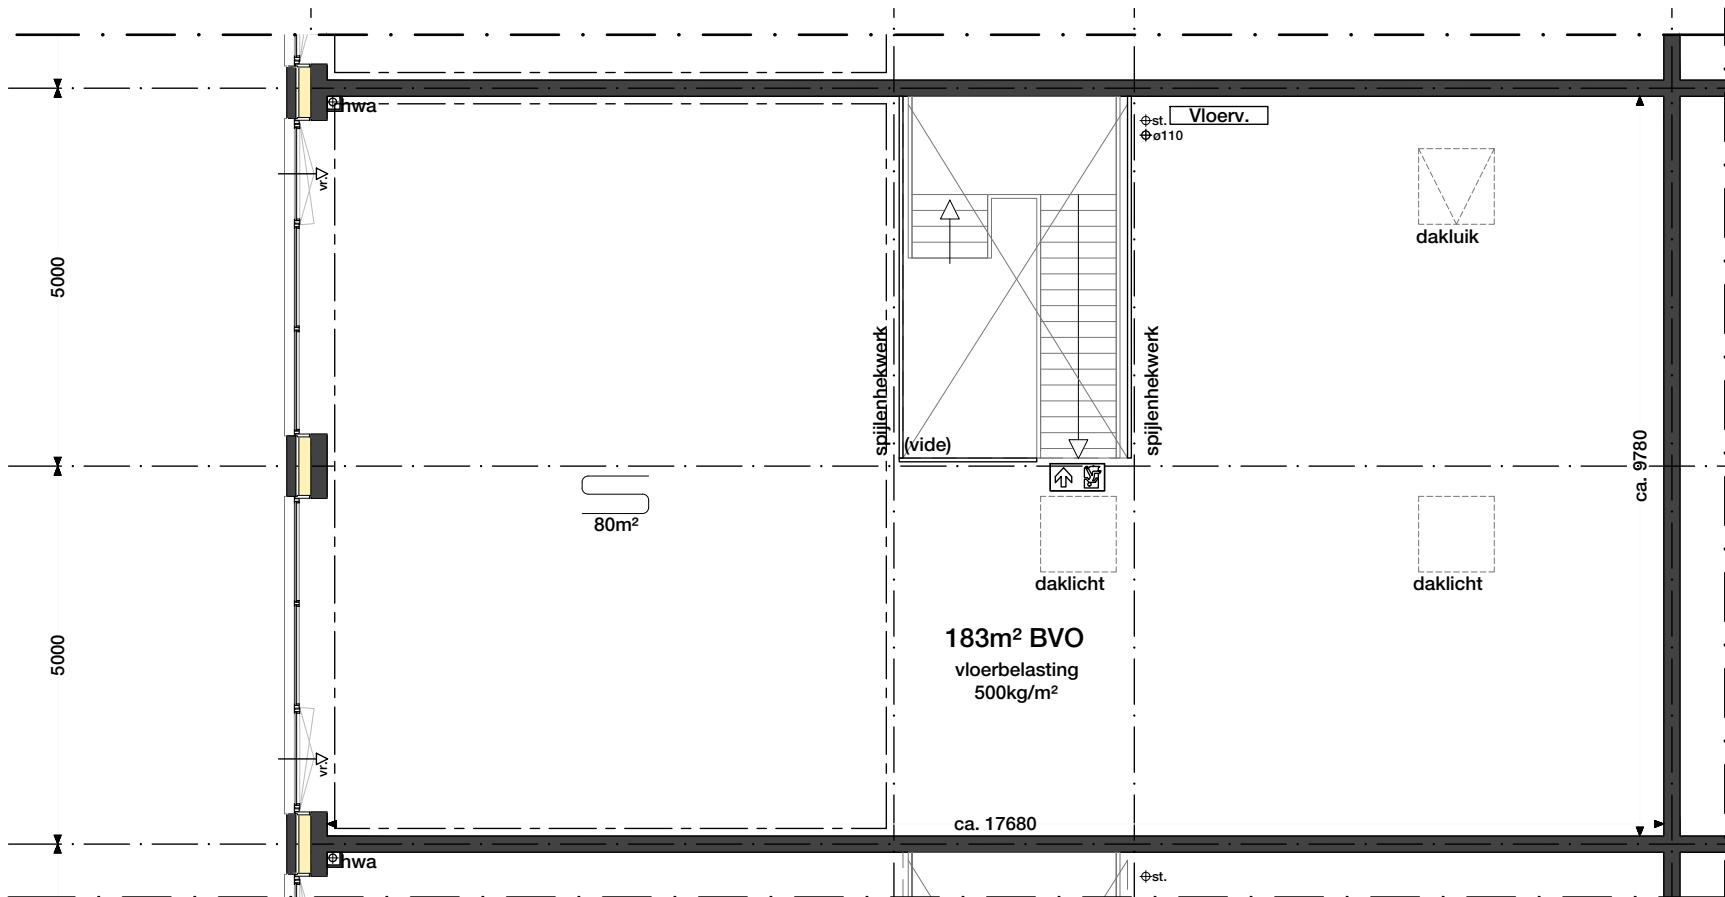 hwa
st.
Vloerv.
ø110
vr.
dakluik
5000
spijlenhekwerk
spijlenhekwerk
(vide)
ca. 9780
80m²
daklicht
daklicht
183m² BVO
vloerbelasting
500kg/m²
5000
vr.
ca. 17680
hwa
st.